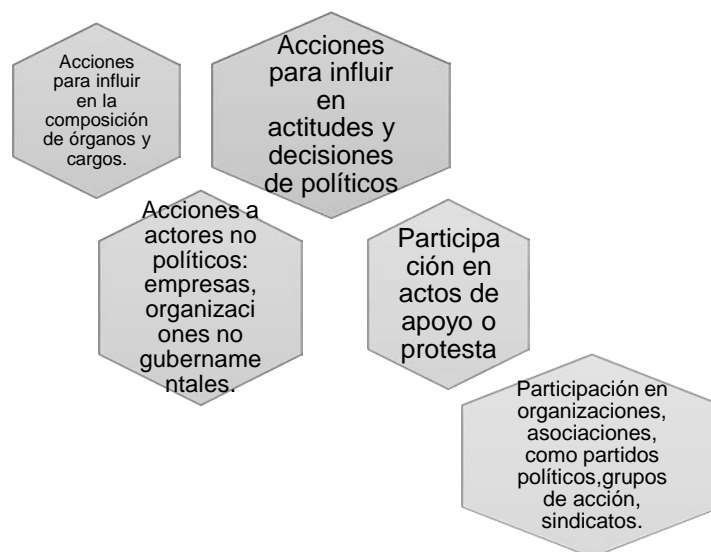 Acciones
para influir
en la
composición
de órganos y
cargos.
Acciones
para influir
en
actitudes y
decisiones
de políticos
Acciones a
actores no
políticos:
empresas,
organizaci
ones no
gubername
ntales.
Participa
ción en
actos de
apoyo o
protesta
Participación en
organizaciones,
asociaciones,
como partidos
políticos,grupos
de acción,
sindicatos.